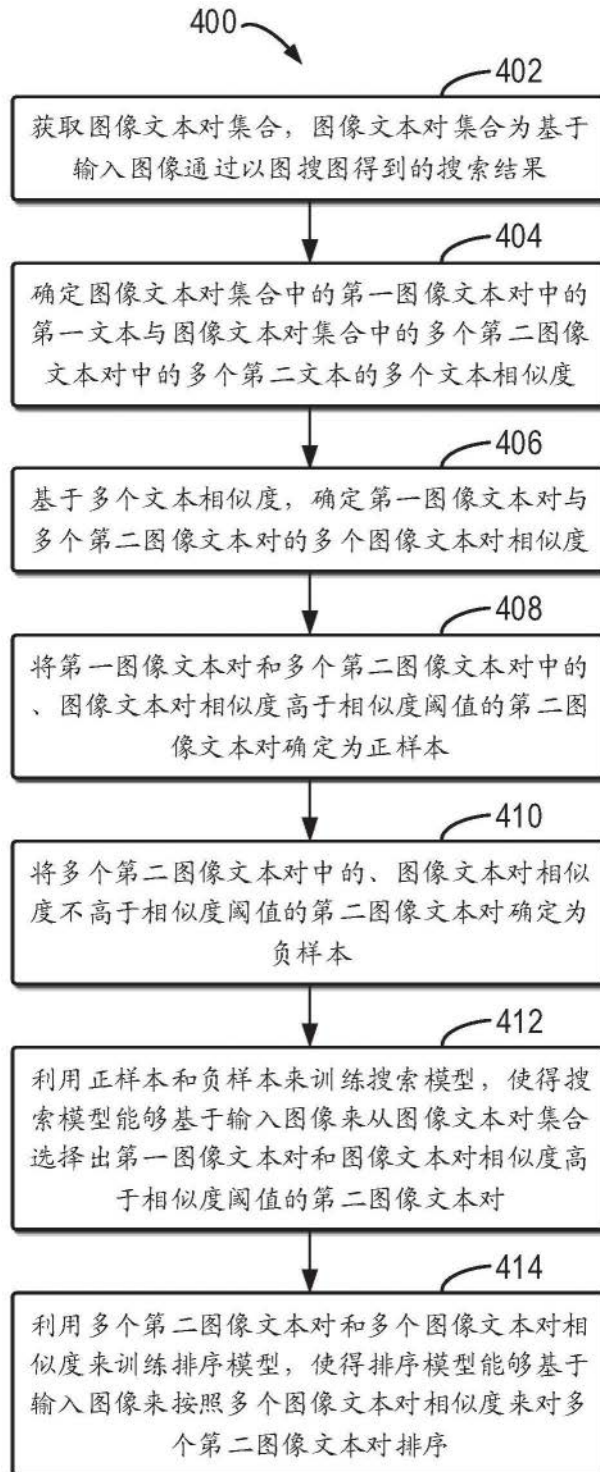 400
402
获取图像文本对集合，图像文本对集合为基于
输入图像通过以图搜图得到的搜索结果
404
确定图像文本对集合中的第一图像文本对中的
第一文本与图像文本对集合中的多个第二图像
文本对中的多个第二文本的多个文本相似度
406
基于多个文本相似度，确定第一图像文本对与
多个第二图像文本对的多个图像文本对相似度
408
将第一图像文本对和多个第二图像文本对中的
、图像文本对相似度高于相似度阈值的第二图
像文本对确定为正样本
410
将多个第二图像文本对中的、图像文本对相似
度不高于相似度阈值的第二图像文本对确定为
负样本
412
利用正样本和负样本来训练搜索模型，使得搜
索模型能够基于输入图像来从图像文本对集合
选择出第一图像文本对和图像文本对相似度高
于相似度阈值的第二图像文本对
414
利用多个第二图像文本对和多个图像文本对相
似度来训练排序模型，使得排序模型能够基于
输入图像来按照多个图像文本对相似度来对多
个第二图像文本对排序